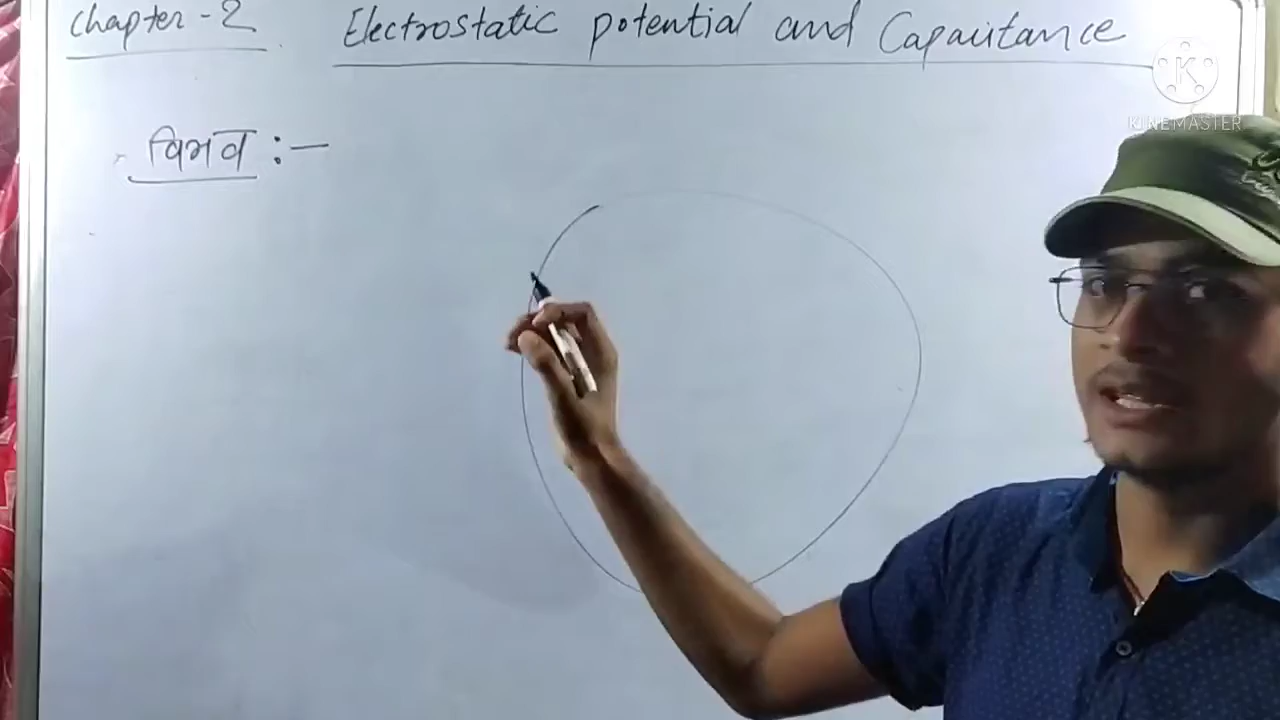 Chapter - 2 Electrostatic potential and Capacitance
विभव :-
K
KINEMASTER